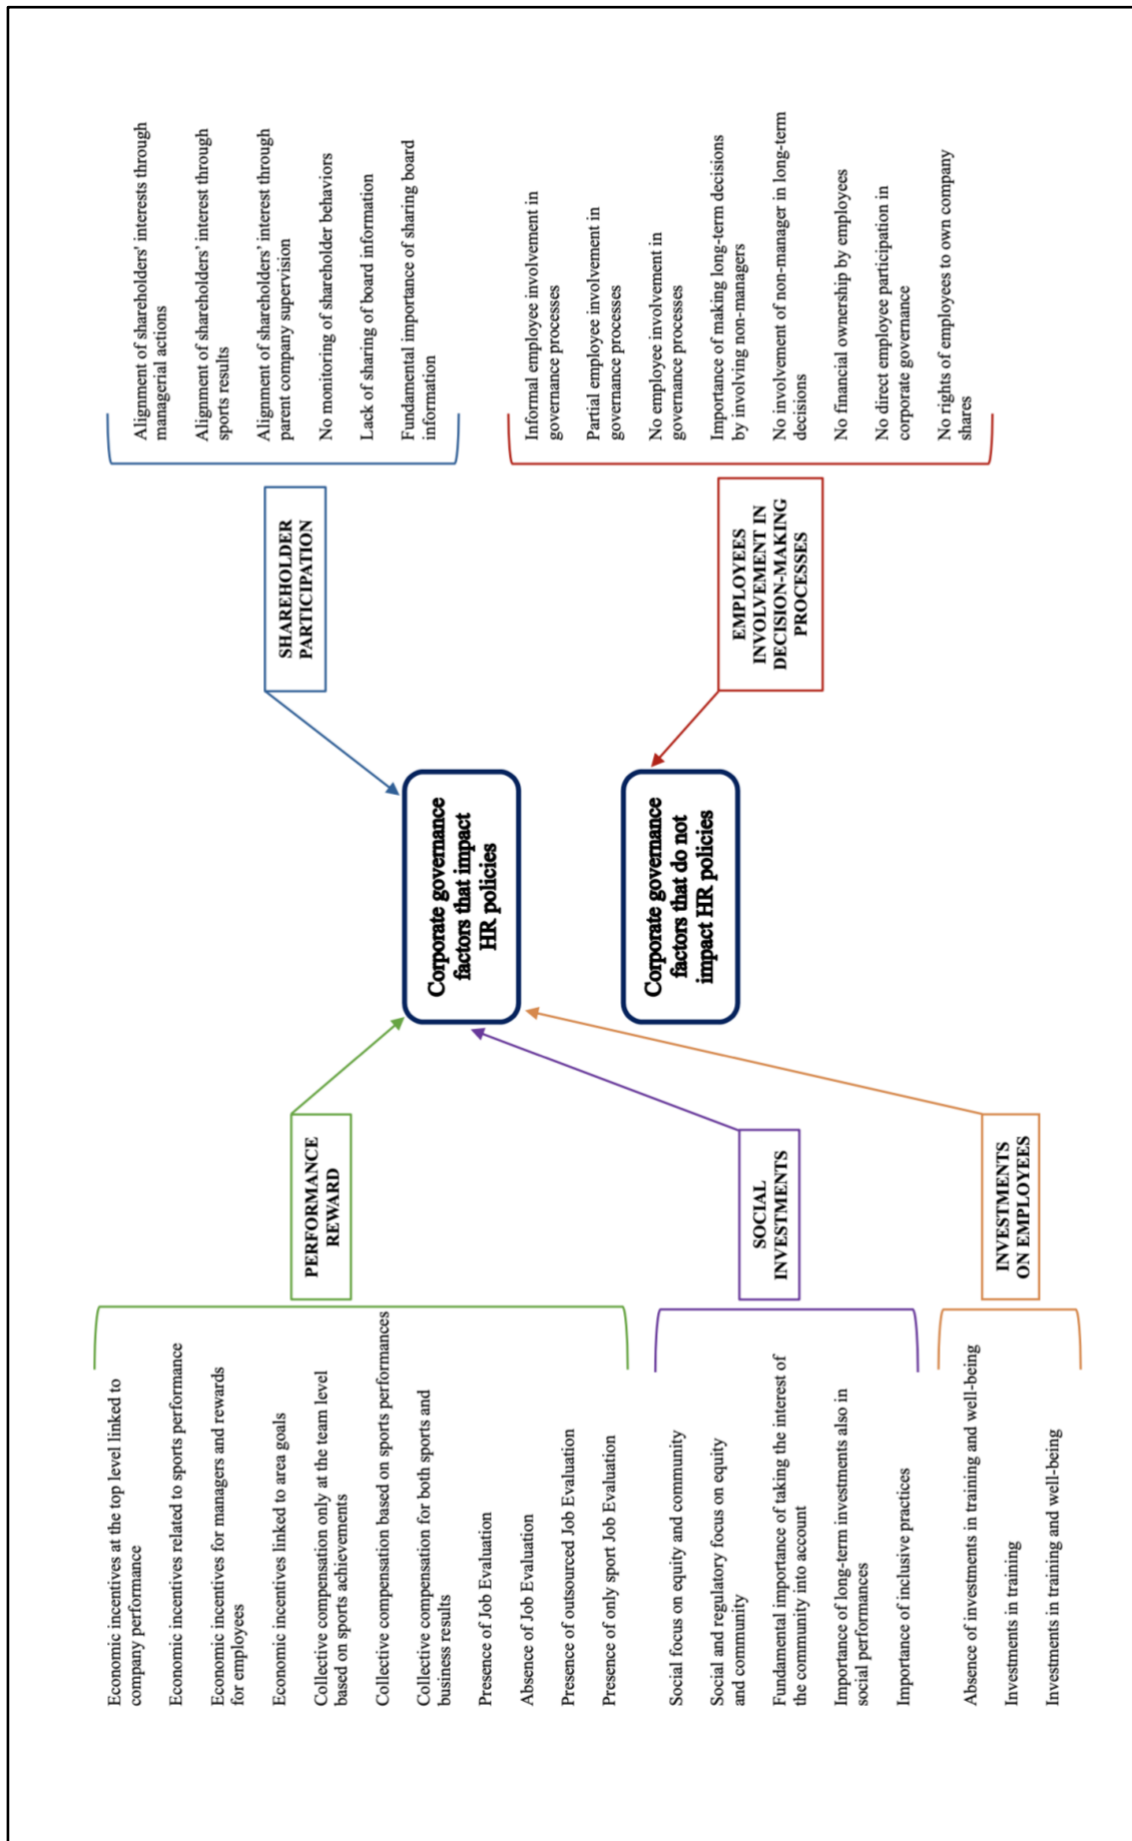 Economic incentives at the top level linked to
company performance
Economic incentives related to sports performance
Economic incentives for managers and rewards
for employees
Economic incentives linked to area goals
Collective compensation only at the team level
based on sports achievements
Collective compensation based on sports performances
Collective compensation for both sports and
business results
Presence of Job Evaluation
Absence of Job Evaluation
Presence of outsourced Job Evaluation
Presence of only sport Job Evaluation
PERFORMANCE
REWARD
Social focus on equity and community
Social and regulatory focus on equity
and community
Fundamental importance of taking the interest of
the community into account
Importance of long-term investments also in
social performances
Importance of inclusive practices
SOCIAL
INVESTMENTS
Absence of investments in training and well-being
Investments in training
Investments in training and well-being
INVESTMENTS
ON EMPLOYEES
Corporate governance
factors that impact
HR policies
Corporate governance
factors that do not
impact HR policies
SHAREHOLDER
PARTICIPATION
Alignment of shareholders' interests through
managerial actions
Alignment of shareholders’ interest through
sports results
Alignment of shareholders’ interest through
parent company supervision
No monitoring of shareholder behaviors
Lack of sharing of board information
Fundamental importance of sharing board
information
EMPLOYEES
INVOLVEMENT IN
DECISION-MAKING
PROCESSES
Informal employee involvement in
governance processes
Partial employee involvement in
governance processes
No employee involvement in
governance processes
Importance of making long-term decisions
by involving non-managers
No involvement of non-manager in long-term
decisions
No financial ownership by employees
No direct employee participation in
corporate governance
No rights of employees to own company
shares